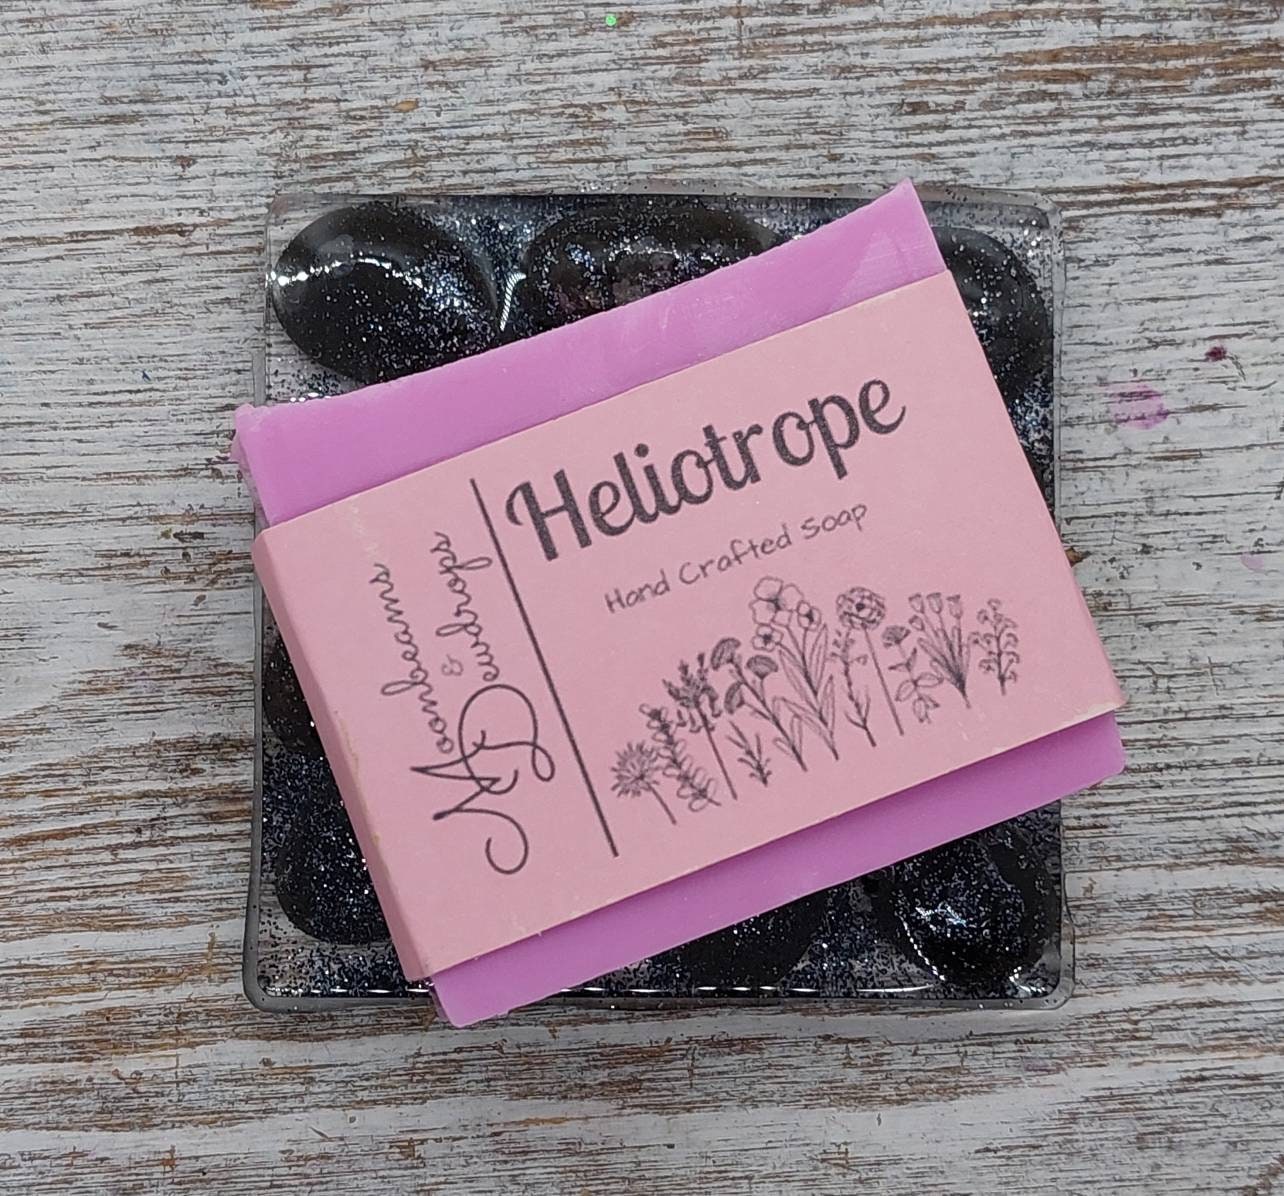 Heliotrope
Hand Crafted Soap
Moonbeams
&
Dewdrops